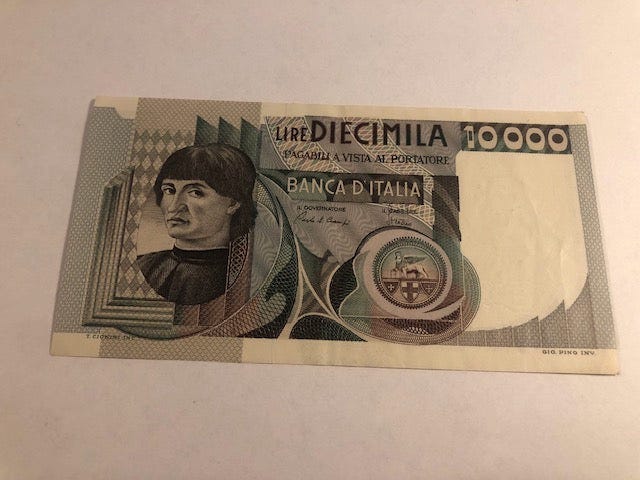 LIRE DIECIMILA
10000
PAGABILI A VISTA AL PORTATORE
BANCA D'ITALIA
IL GOVERNATORE
T. CIONINI INC.
GIO. PINO INV.